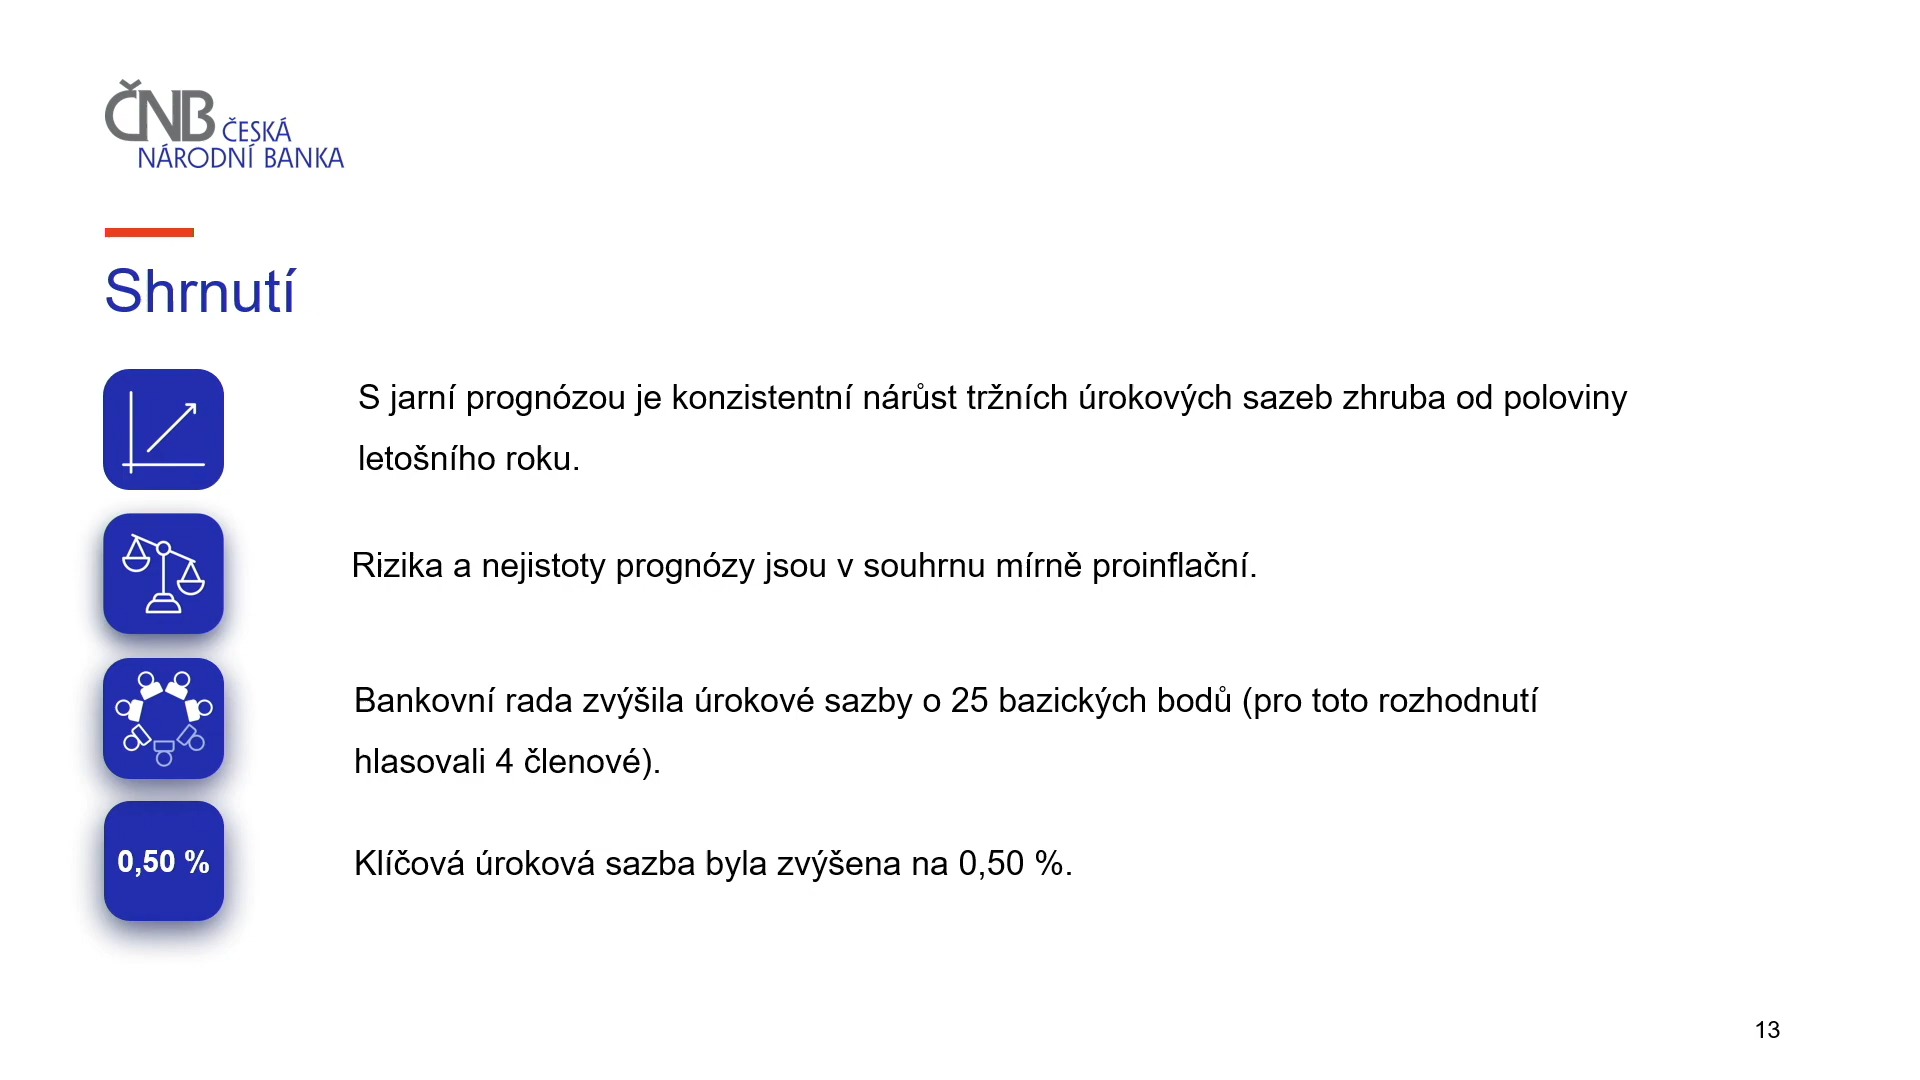 ČNB ČESKÁ
NÁRODNÍ BANKA
Shrnutí
S jarní prognózou je konzistentní nárůst tržních úrokových sazeb zhruba od poloviny
letošního roku.
Rizika a nejistoty prognózy jsou v souhrnu mírně proinflační.
Bankovní rada zvýšila úrokové sazby o 25 bazických bodů (pro toto rozhodnutí
hlasovali 4 členové).
0,50 %
Klíčová úroková sazba byla zvýšena na 0,50 %.
13